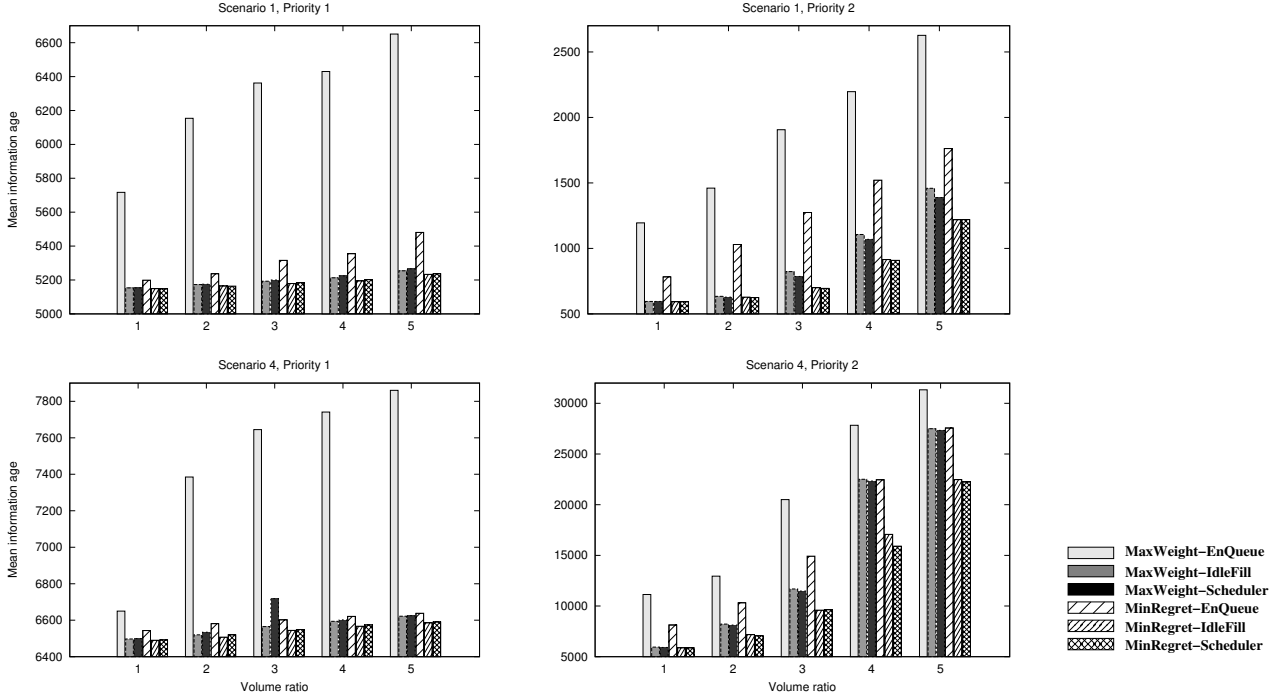 Scenario 1, Priority 1
Mean information age
6600
6400
6200
6000
5800
5600
5400
5200
5000
1 2 3 4 5
Scenario 1, Priority 2
2500
2000
1500
1000
500
1 2 3 4 5
Scenario 4, Priority 1
Mean information age
7800
7600
7400
7200
7000
6800
6600
6400
1 2 3 4 5
Volume ratio
Scenario 4, Priority 2
30000
25000
20000
15000
10000
5000
1 2 3 4 5
Volume ratio
MaxWeight−EnQueue
MaxWeight−IdleFill
MaxWeight−Scheduler
MinRegret−EnQueue
MinRegret−IdleFill
MinRegret−Scheduler